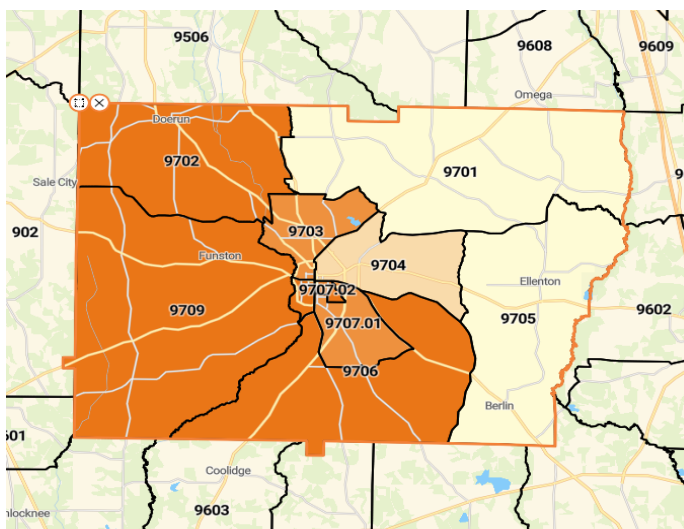 9506
9608
9609
Omega
Doerun
9702
9701
Sale City
902
9703
Funston
9704
Ellenton
9707.02
9709
9707.01
9705
9602
9706
Berlin
601
Coolidge
9603
nlocknee